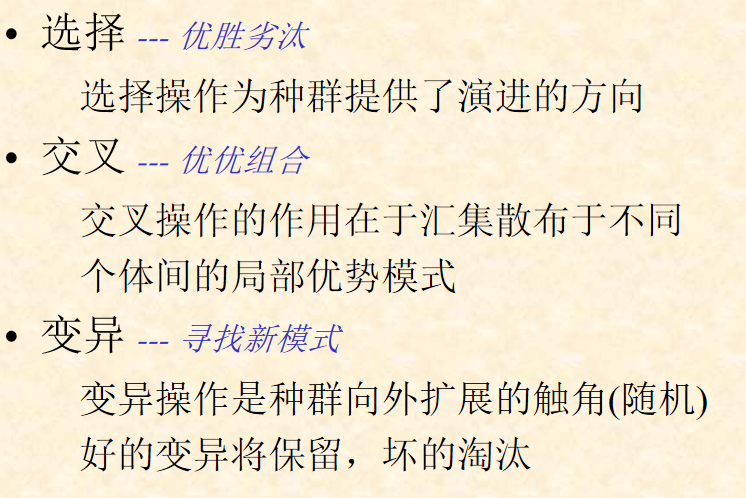 • 选择 --- 优胜劣汰
选择操作为种群提供了演进的方向
• 交叉 --- 优优组合
交叉操作的作用在于汇集散布于不同
个体间的局部优势模式
• 变异 --- 寻找新模式
变异操作是种群向外扩展的触角(随机)
好的变异将保留，坏的淘汰